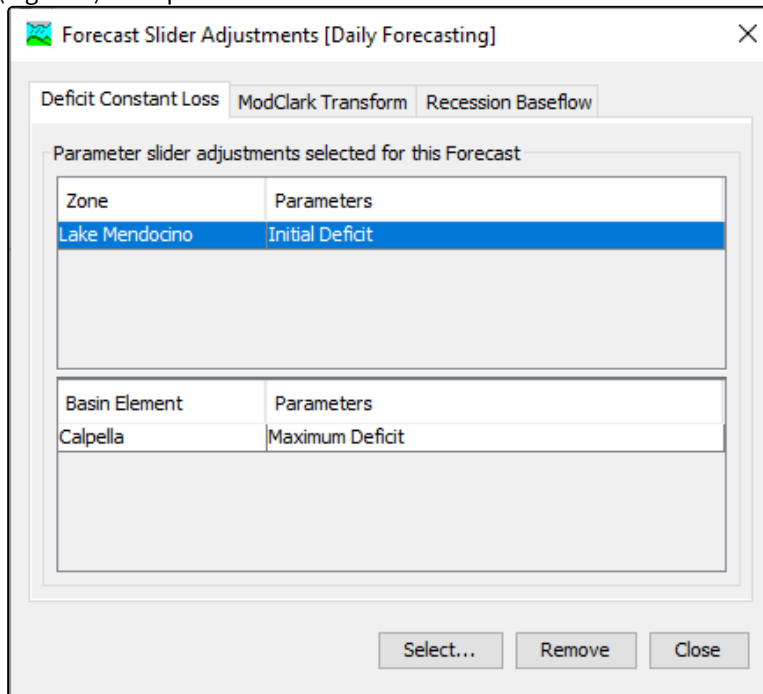 Forecast Slider Adjustments [Daily Forecasting]
Deficit Constant Loss ModClark Transform Recession Baseflow
Parameter slider adjustments selected for this Forecast
Zone Parameters
Lake Mendocino Initial Deficit
Basin Element Parameters
Calpella Maximum Deficit
Select... Remove Close